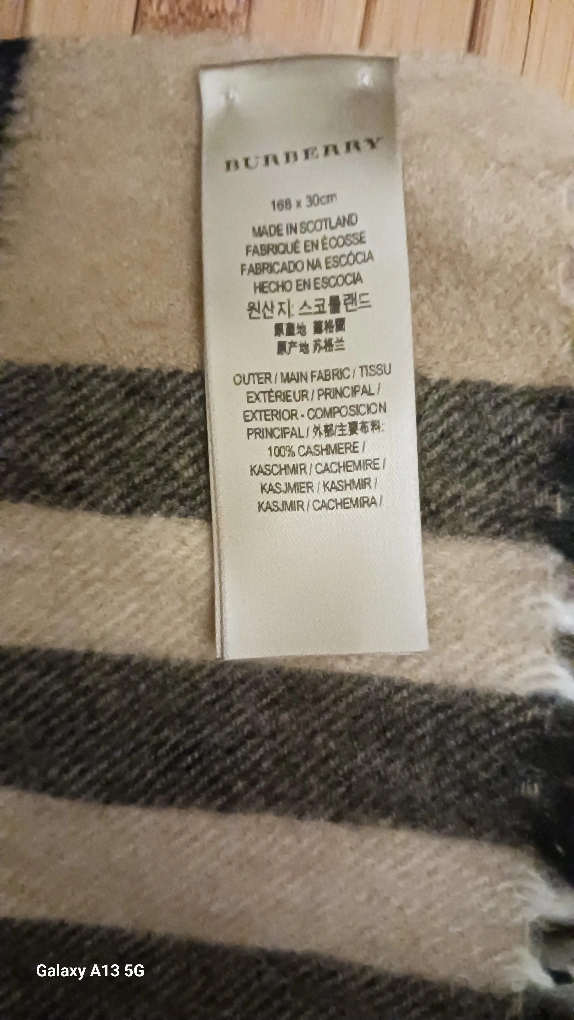 BURBERRY
168 x 30cm
MADE IN SCOTLAND
FABRIQUÉ EN ÉCOSSE
FABRICADO NA ESCÓCIA
HECHO EN ESCOCIA
원산지: 스코틀랜드
原產地 蘇格蘭
原产地 苏格兰
OUTER / MAIN FABRIC / TISSU
EXTÉRIEUR / PRINCIPAL /
EXTERIOR - COMPOSICION
PRINCIPAL / 外部/主要布料:
100% CASHMERE /
KASCHMIR / CACHEMIRE /
KASJMIER / KASHMIR /
KASJMIR / CACHEMIRA /
Galaxy A13 5G